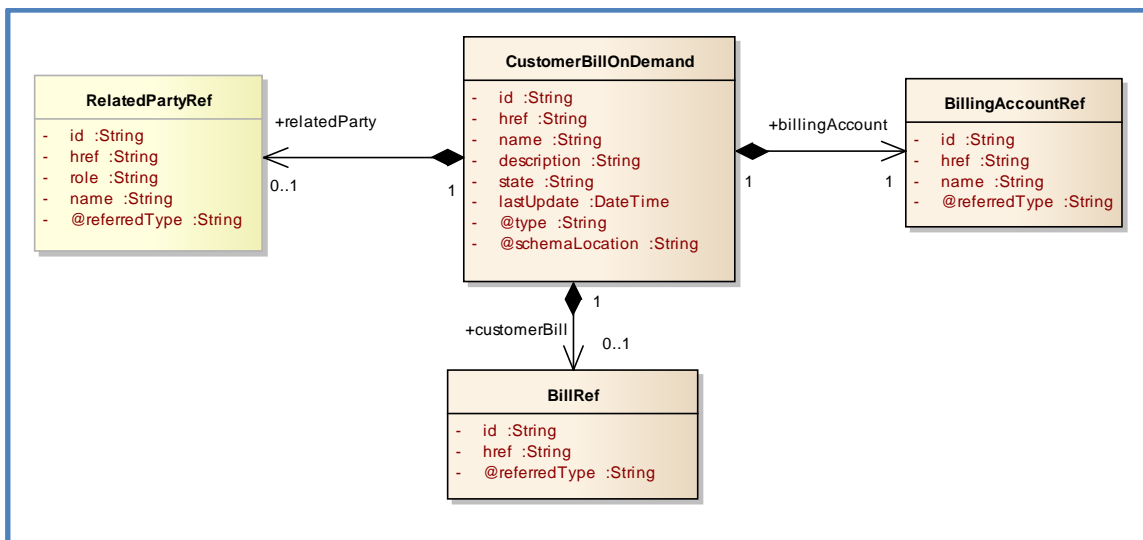 CustomerBillOnDemand
- id :String
- href :String
- name :String
- description :String
- state :String
- lastUpdate :DateTime
- @type :String
- @schemaLocation :String
RelatedPartyRef
- id :String
- href :String
- role :String
- name :String
- @referredType :String
+relatedParty
0..1
1
BillingAccountRef
- id :String
- href :String
- name :String
- @referredType :String
+billingAccount
1
1
1
+customerBill
0..1
BillRef
- id :String
- href :String
- @referredType :String